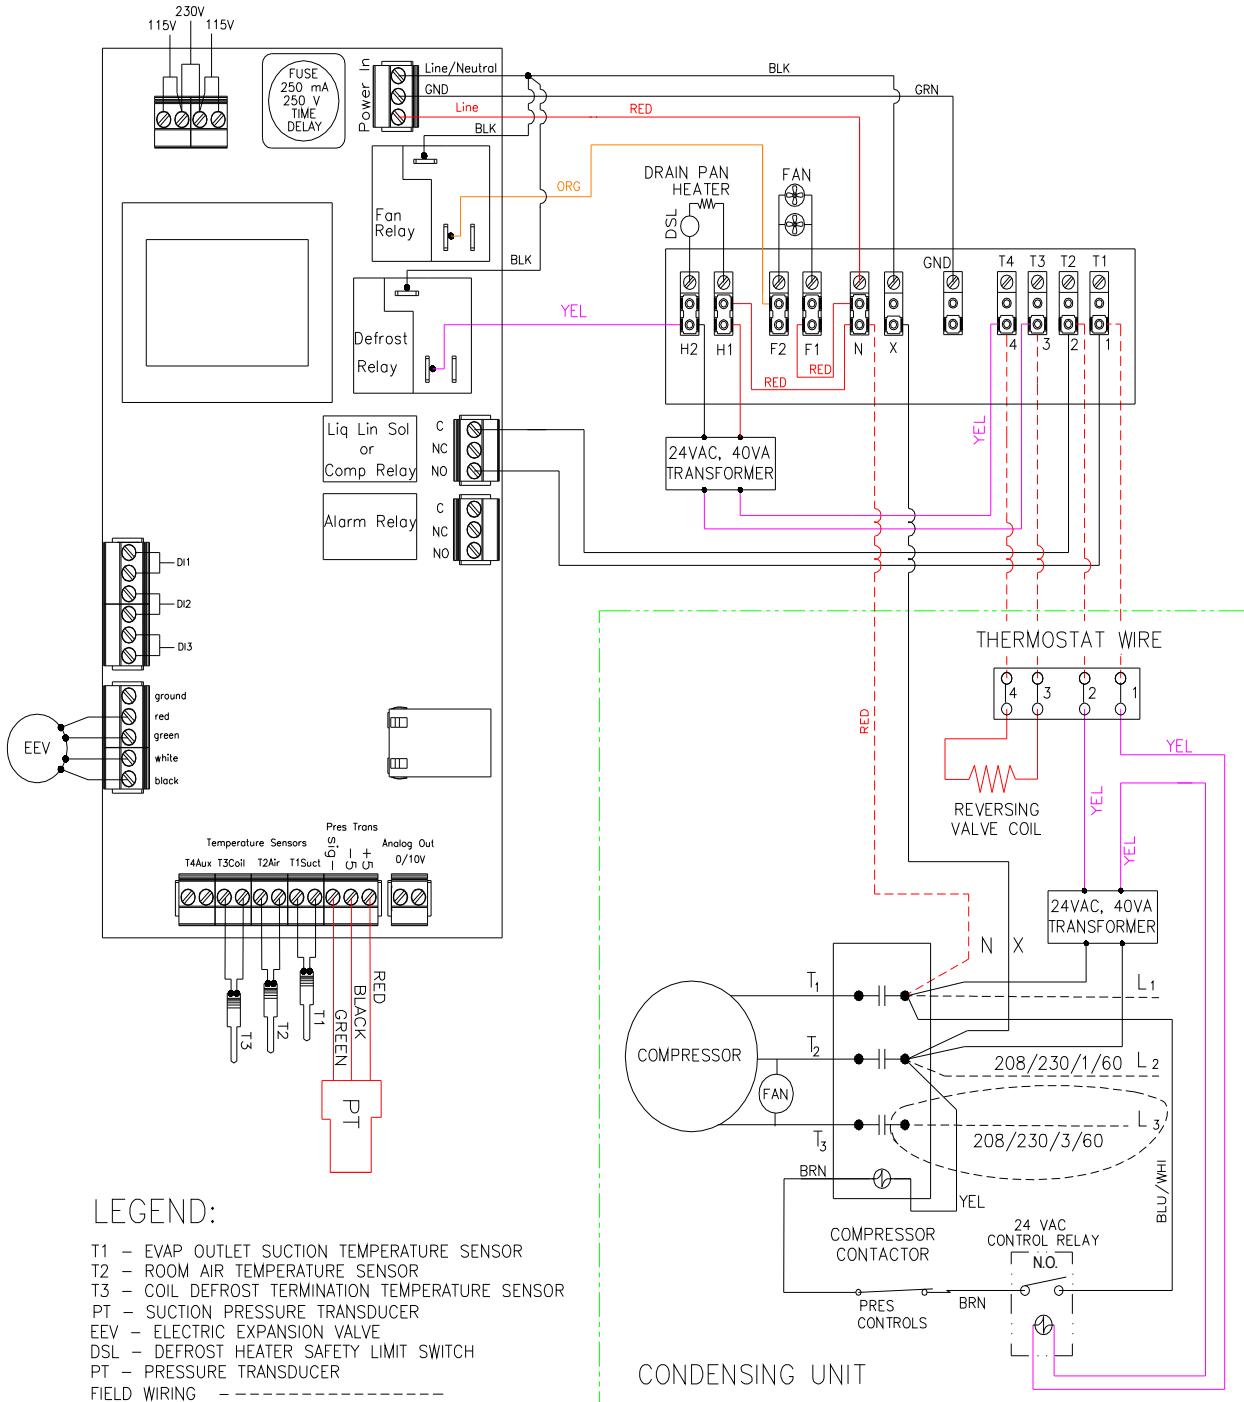 230V
115V
115V
FUSE
250 mA
250 V
TIME
DELAY
Power In
Line/Neutral
GND
Line
BLK
GRN
RED
BLK
ORG
Fan
Relay
BLK
DRAIN PAN
HEATER
DSL
FAN
Defrost
Relay
YEL
GND
T4
T3
T2
T1
H2
H1
F2
F1
N
X
4
3
2
1
RED
RED
YEL
24VAC, 40VA
TRANSFORMER
Liq Lin Sol
or
Comp Relay
C
NC
NO
Alarm Relay
C
NC
NO
DI1
DI2
DI3
ground
red
green
white
black
EEV
THERMOSTAT WIRE
4
3
2
1
RED
YEL
YEL
YEL
REVERSING
VALVE COIL
24VAC, 40VA
TRANSFORMER
Temperature Sensors
Pres Trans
Analog Out
0/10V
T4Aux
T3Coil
T2Air
T1Suct
sig-
-5
+5
T3
T2
T1
GREEN
BLACK
RED
PT
N
X
COMPRESSOR
FAN
T1
T2
T3
L1
L2
L3
208/230/1/60
208/230/3/60
BRN
YEL
BLU/WHI
COMPRESSOR
CONTACTOR
24 VAC
CONTROL RELAY
N.O.
PRES
CONTROLS
BRN
CONDENSING UNIT
LEGEND:
T1 - EVAP OUTLET SUCTION TEMPERATURE SENSOR
T2 - ROOM AIR TEMPERATURE SENSOR
T3 - COIL DEFROST TERMINATION TEMPERATURE SENSOR
PT - SUCTION PRESSURE TRANSDUCER
EEV - ELECTRIC EXPANSION VALVE
DSL - DEFROST HEATER SAFETY LIMIT SWITCH
PT - PRESSURE TRANSDUCER
FIELD WIRING -----------------